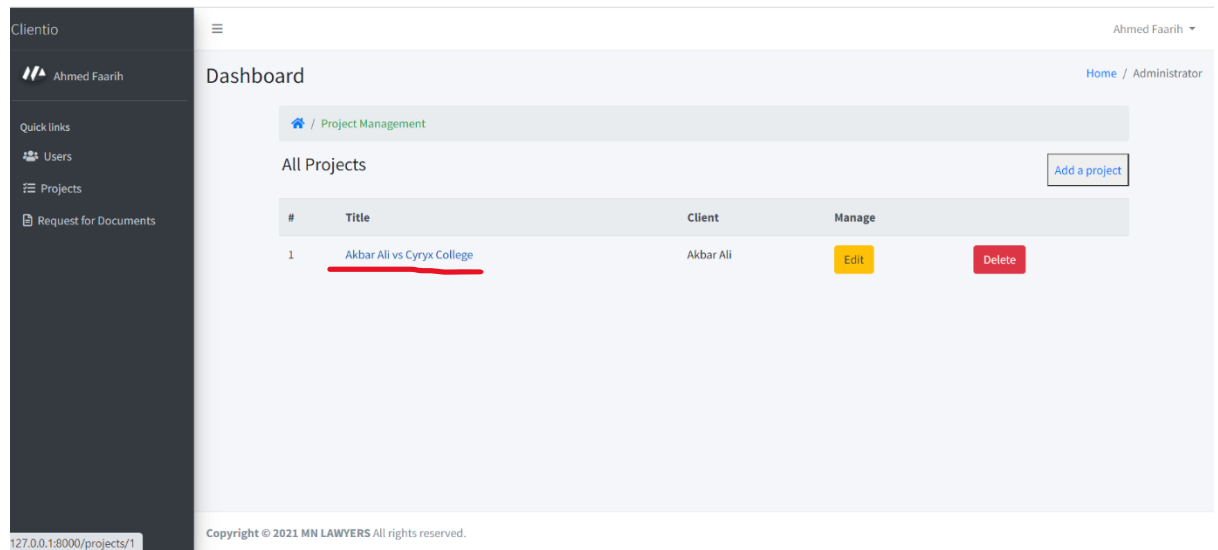 Clientio
Ahmed Faarih
Ahmed Faarih
Dashboard
Home / Administrator
Quick links
Users
Projects
Request for Documents
/ Project Management
All Projects
Add a project
# Title Client Manage
1 Akbar Ali vs Cyryx College Akbar Ali Edit Delete
Copyright © 2021 MN LAWYERS All rights reserved.
127.0.0.1:8000/projects/1